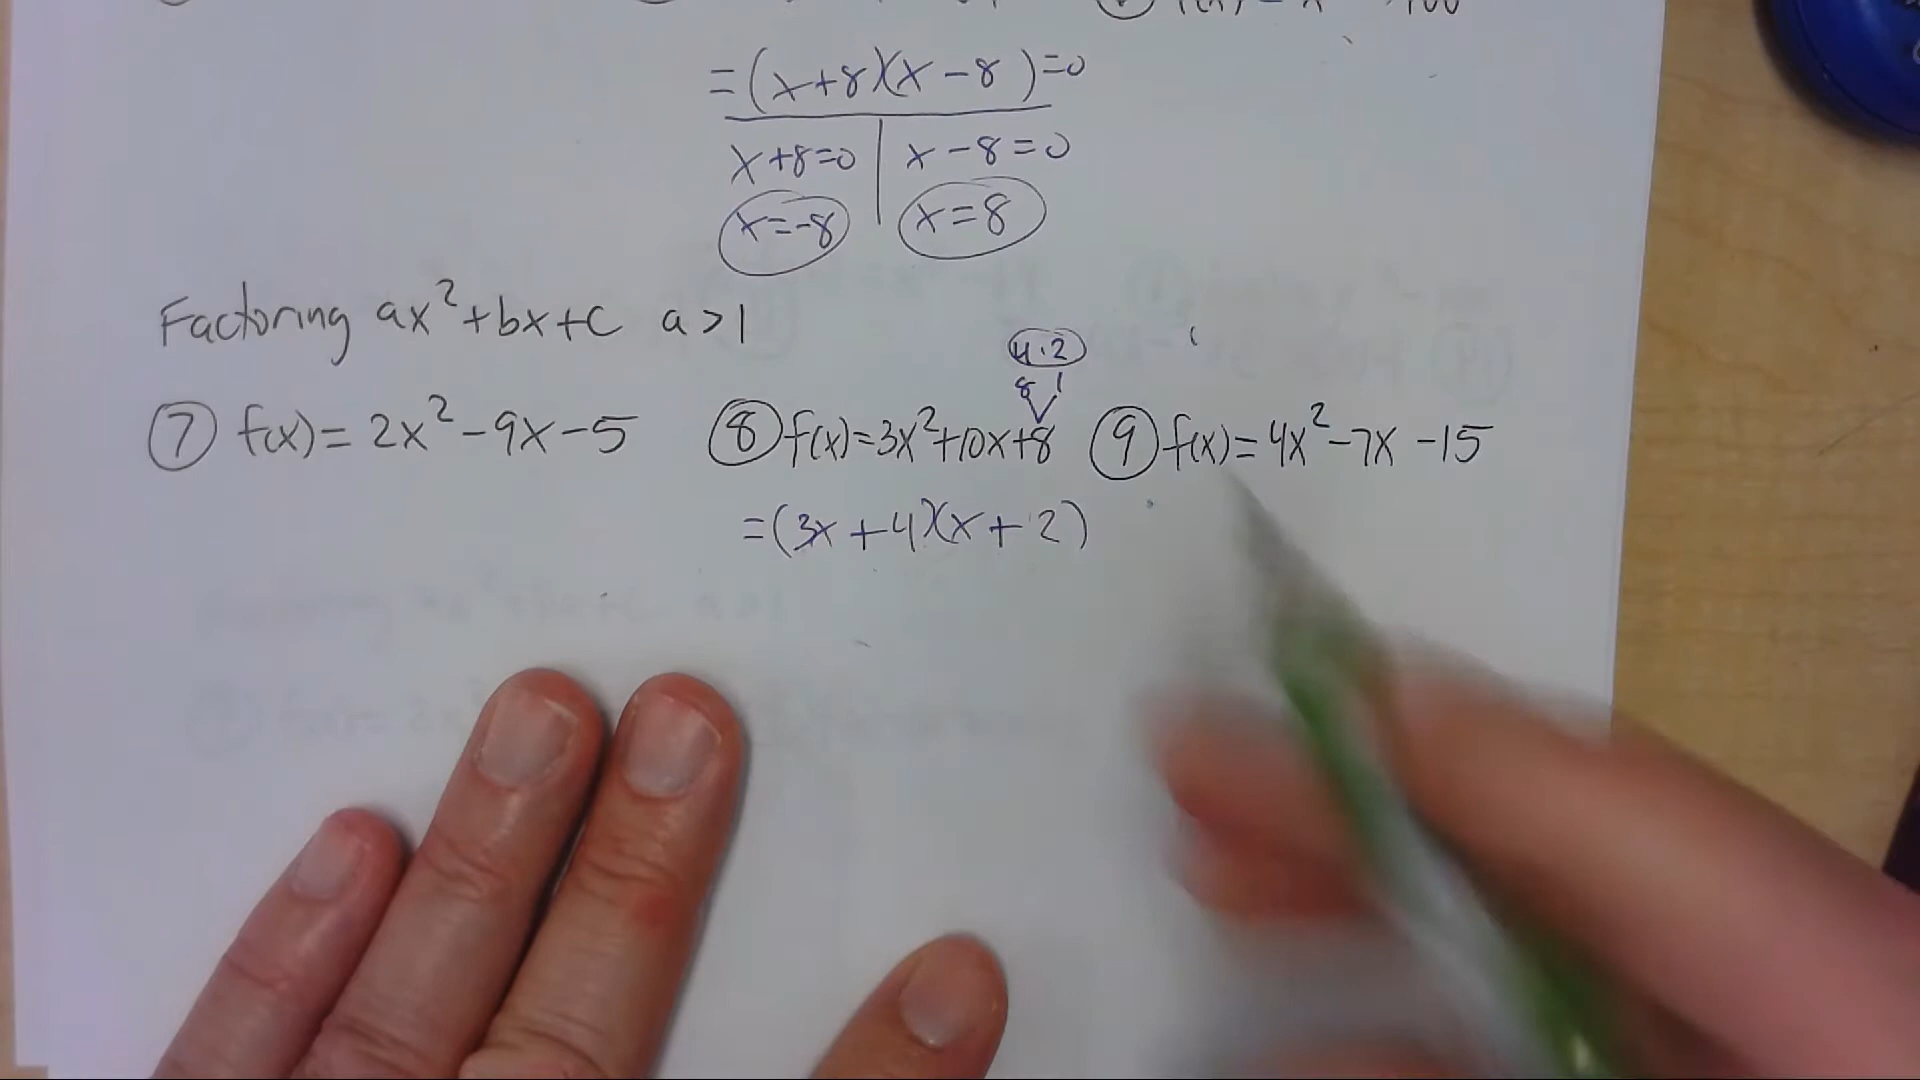 =(x+8)(x-8)=0
x+8=0 x-8=0
x=-8 x=8
Factoring ax²+bx+c a>1
4·2
8 1
⑦ f(x)=2x²-9x-5 ⑧ f(x)=3x²+10x+8 ⑨ f(x)=4x²-7x-15
=(3x+4)(x+2)